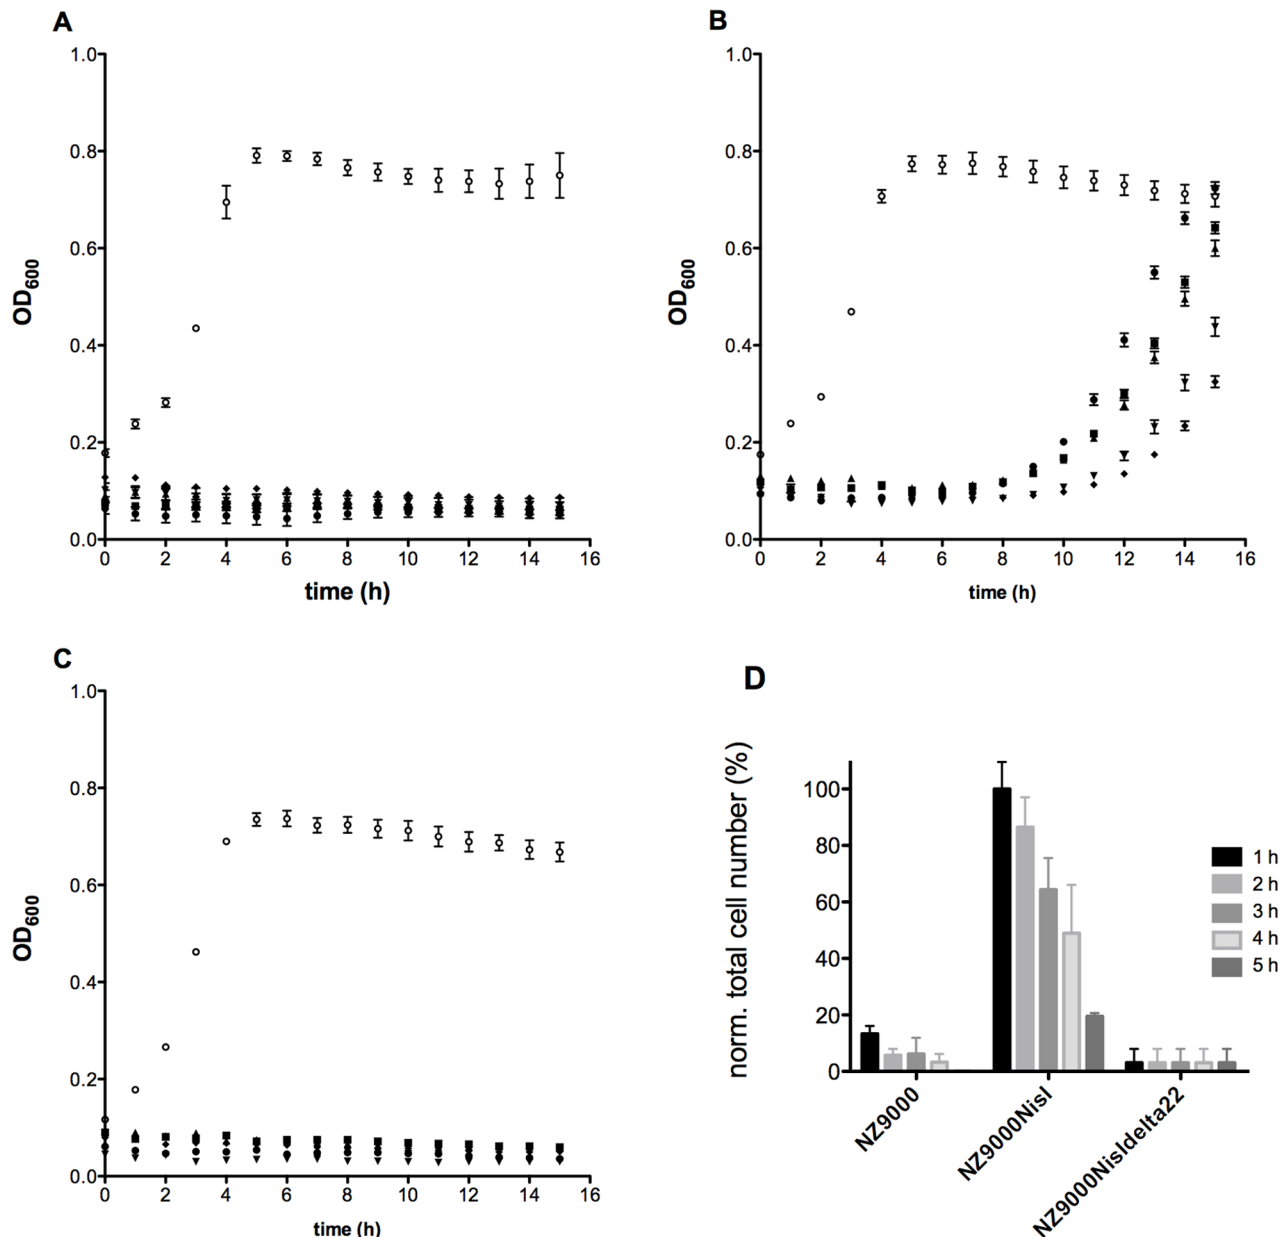 A
1.0
0.8
0.6
0.4
0.2
0.0
OD600
0 2 4 6 8 10 12 14 16
time (h)
B
1.0
0.8
0.6
0.4
0.2
0.0
OD600
0 2 4 6 8 10 12 14 16
time (h)
C
1.0
0.8
0.6
0.4
0.2
0.0
OD600
0 2 4 6 8 10 12 14 16
time (h)
D
norm. total cell number (%)
100
80
60
40
20
0
NZ9000
NZ9000NisI
NZ9000NisIdelta22
1 h
2 h
3 h
4 h
5 h